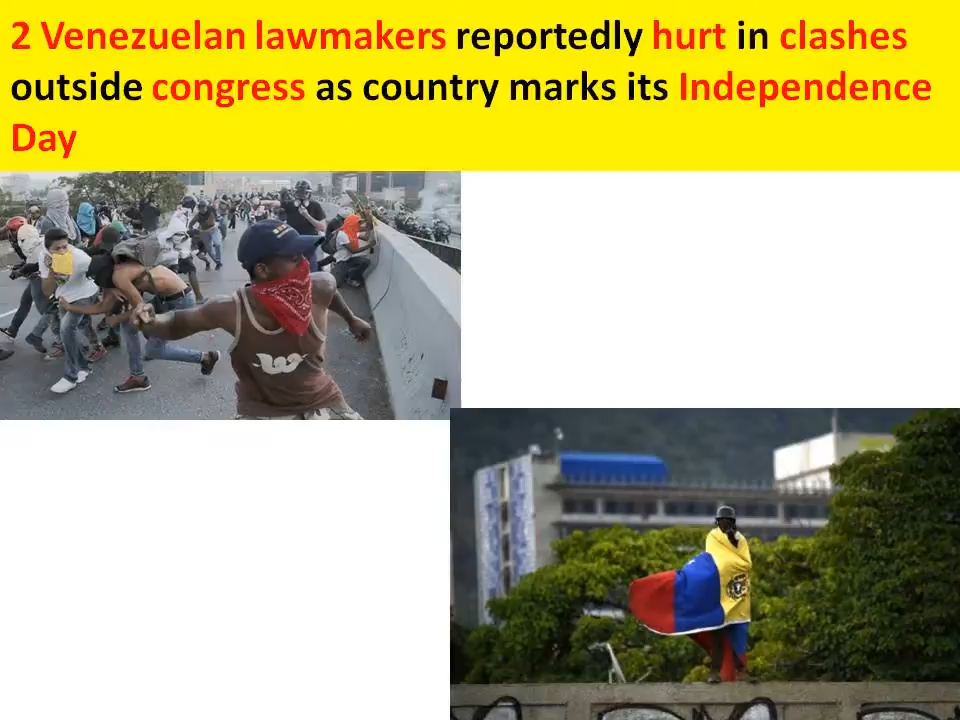 2 Venezuelan lawmakers reportedly hurt in clashes
outside congress as country marks its Independence
Day